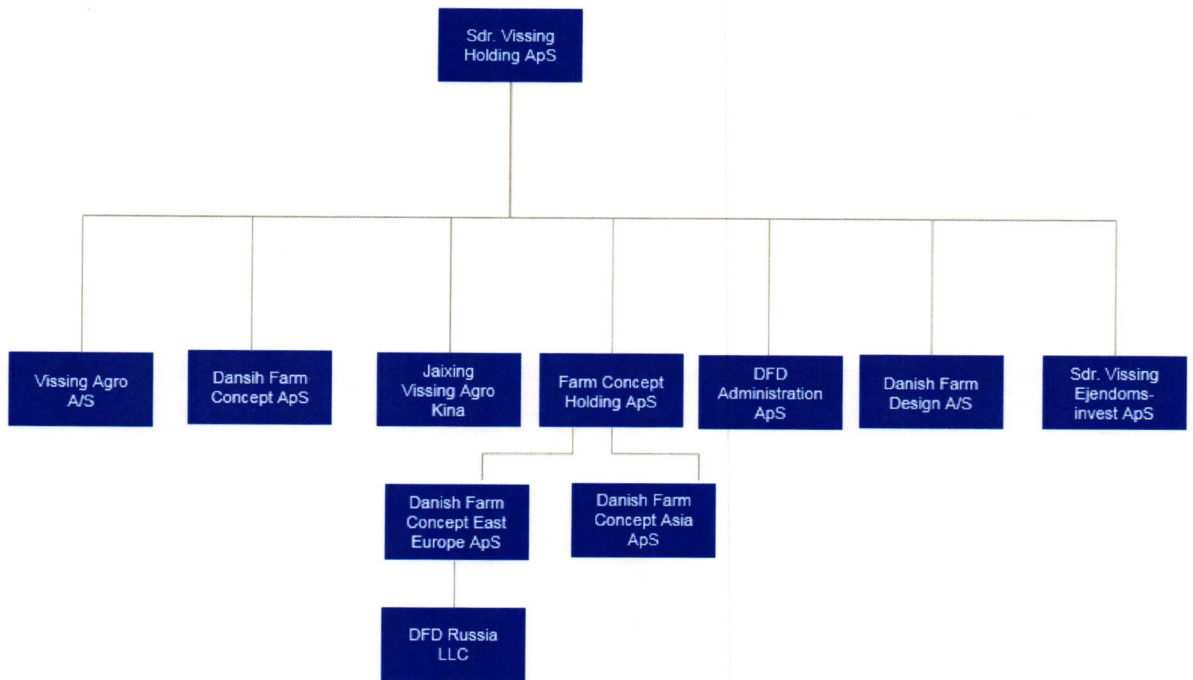 Sdr. Vissing
Holding ApS
Vissing Agro
A/S
Dansih Farm
Concept ApS
Jaixing
Vissing Agro
Kina
Farm Concept
Holding ApS
DFD
Administration
ApS
Danish Farm
Design A/S
Sdr. Vissing
Ejendoms-
invest ApS
Danish Farm
Concept East
Europe ApS
Danish Farm
Concept Asia
ApS
DFD Russia
LLC